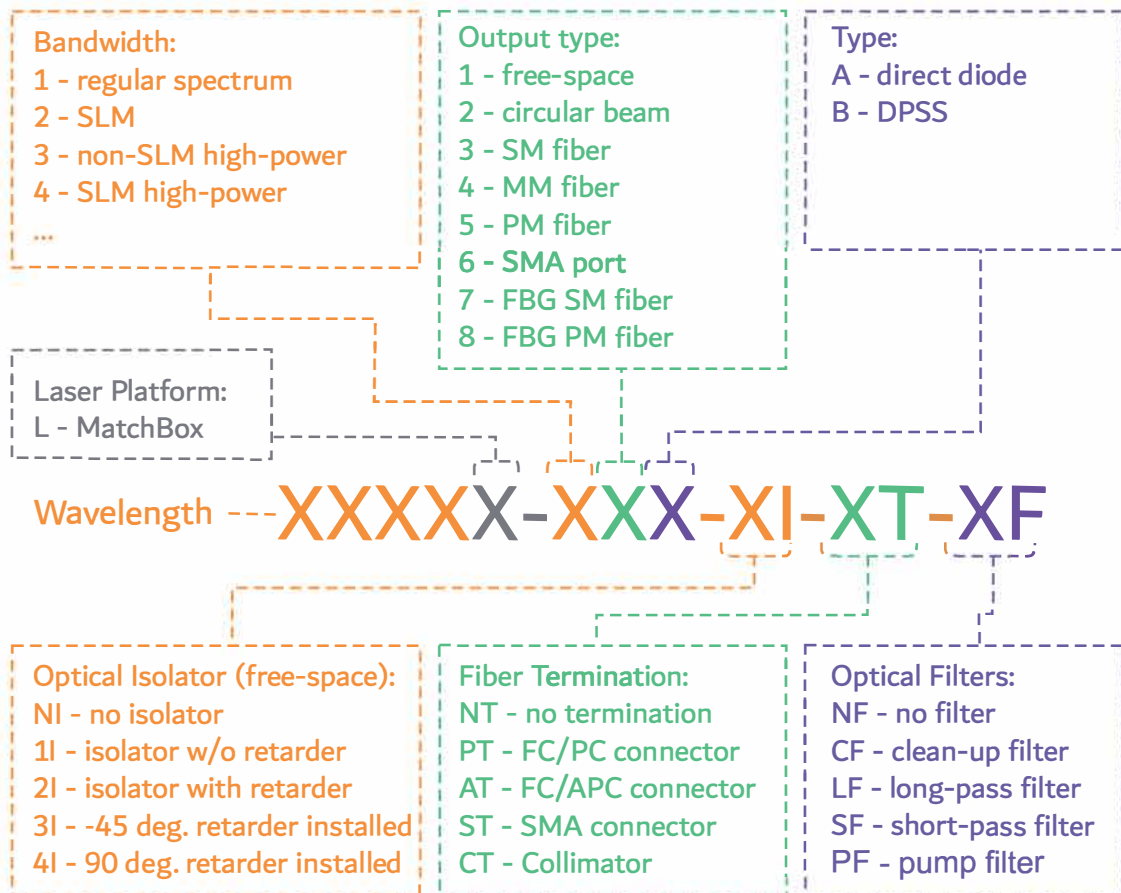 Bandwidth:
1 - regular spectrum
2 - SLM
3 - non-SLM high-power
4 - SLM high-power
...
Output type:
1 - free-space
2 - circular beam
3 - SM fiber
4 - MM fiber
5 - PM fiber
6 - SMA port
7 - FBG SM fiber
8 - FBG PM fiber
Type:
A - direct diode
B - DPSS
Laser Platform:
L - MatchBox
Wavelength XXXXX-XXX-XI-XT-XF
Optical Isolator (free-space):
NI - no isolator
1I - isolator w/o retarder
2I - isolator with retarder
3I - -45 deg. retarder installed
4I - 90 deg. retarder installed
Fiber Termination:
NT - no termination
PT - FC/PC connector
AT - FC/APC connector
ST - SMA connector
CT - Collimator
Optical Filters:
NF - no filter
CF - clean-up filter
LF - long-pass filter
SF - short-pass filter
PF - pump filter